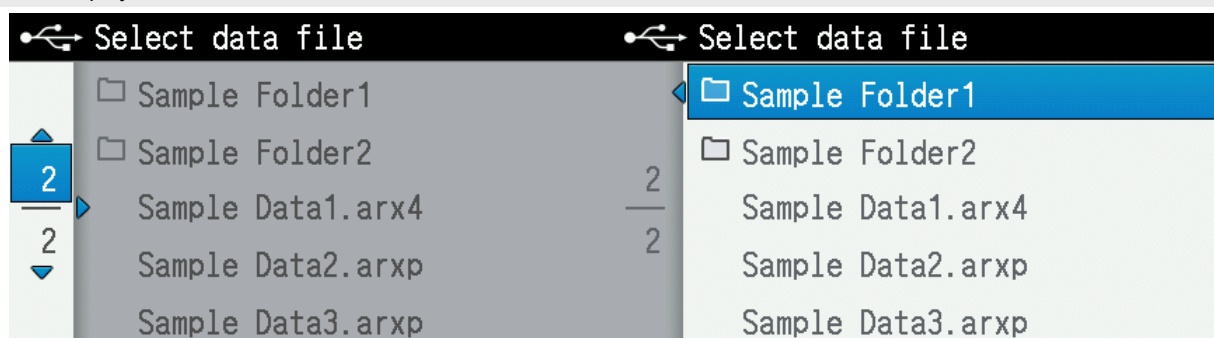 Select data file
Sample Folder1
Sample Folder2
2
2
Sample Data1.arx4
Sample Data2.arxp
Sample Data3.arxp
Select data file
Sample Folder1
Sample Folder2
2
2
Sample Data1.arx4
Sample Data2.arxp
Sample Data3.arxp